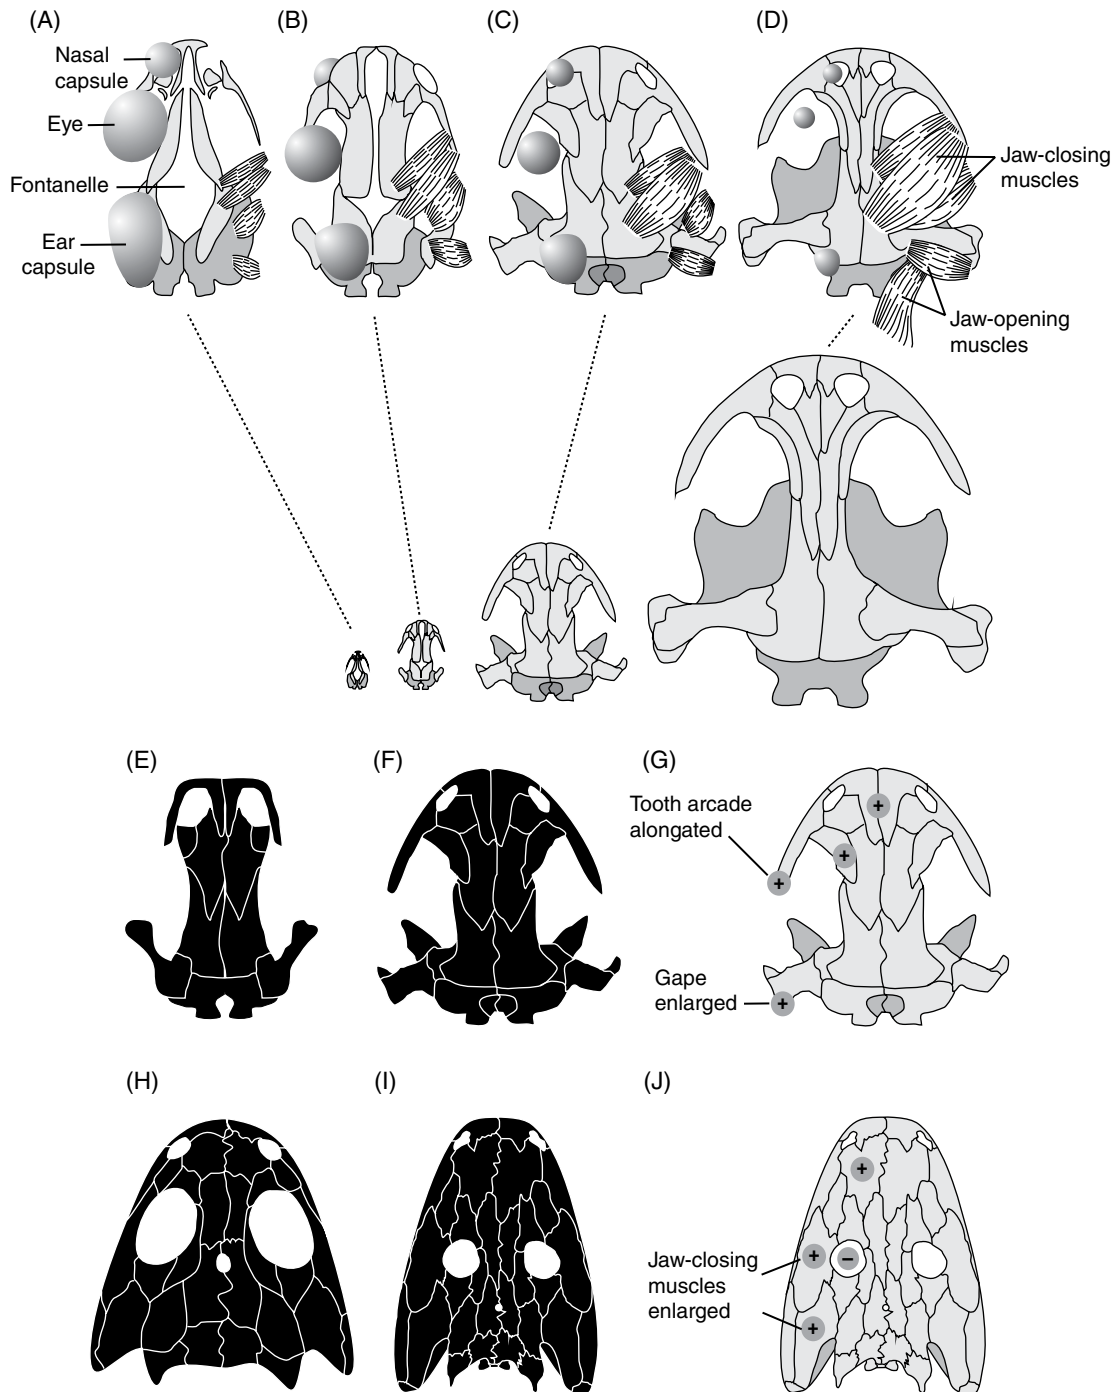 (A)
(B)
(C)
(D)
Nasal
capsule
Eye
Fontanelle
Ear
capsule
Jaw-closing
muscles
Jaw-opening
muscles
(E)
(F)
(G)
Tooth arcade
alongated
+
+
+
Gape
enlarged
+
(H)
(I)
(J)
+
Jaw-closing
muscles
enlarged
+
−
+